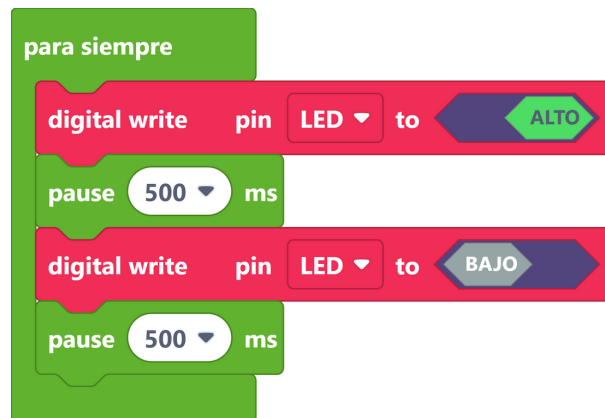 para siempre
digital write pin LED to ALTO
pause 500 ms
digital write pin LED to BAJO
pause 500 ms